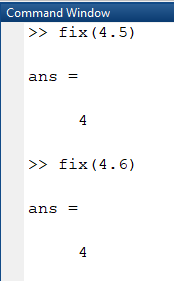 Command Window
>> fix(4.5)
ans =
4
>> fix(4.6)
ans =
4